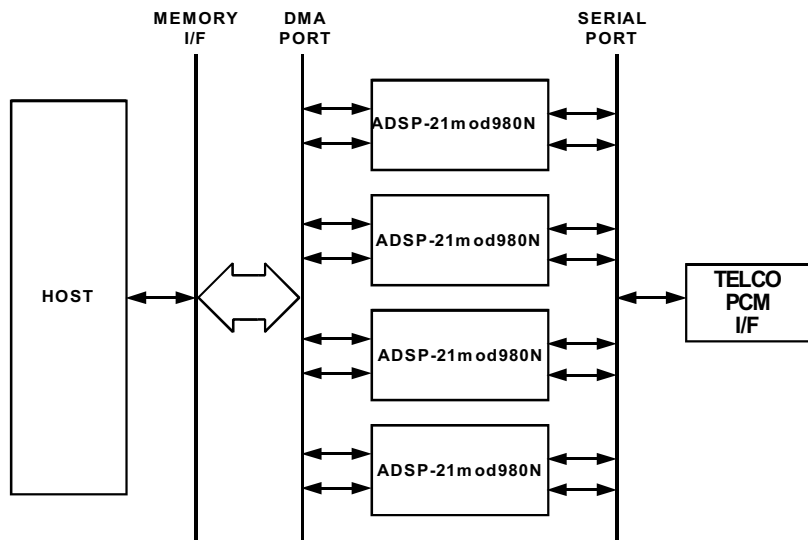 MEMORY
I/F
DMA
PORT
SERIAL
PORT
HOST
ADSP-21mod980N
ADSP-21mod980N
ADSP-21mod980N
ADSP-21mod980N
TELCO
PCM
I/F